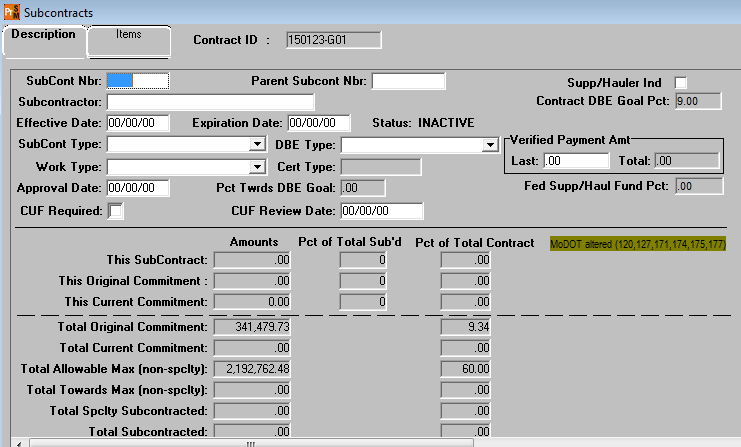 PrSM Subcontracts
Description Items Contract ID : 150123-G01
SubCont Nbr: Parent Subcont Nbr: Supp/Hauler Ind
Subcontractor: Contract DBE Goal Pct: 9.00
Effective Date: 00/00/00 Expiration Date: 00/00/00 Status: INACTIVE
SubCont Type: DBE Type: Verified Payment Amt
Work Type: Cert Type: Last: .00 Total: .00
Approval Date: 00/00/00 Pct Twrds DBE Goal: .00 Fed Supp/Haul Fund Pct: .00
CUF Required: CUF Review Date: 00/00/00
Amounts Pct of Total Sub'd Pct of Total Contract MoDOT altered (120,127,171,174,175,177)
This SubContract: .00 0 .00
This Original Commitment : .00 0 .00
This Current Commitment: 0.00 0 .00
Total Original Commitment: 341,479.73 9.34
Total Current Commitment: .00 .00
Total Allowable Max (non-spclty): 2,192,762.48 60.00
Total Towards Max (non-spclty): .00 .00
Total Spclty Subcontracted: .00 .00
Total Subcontracted: .00 .00